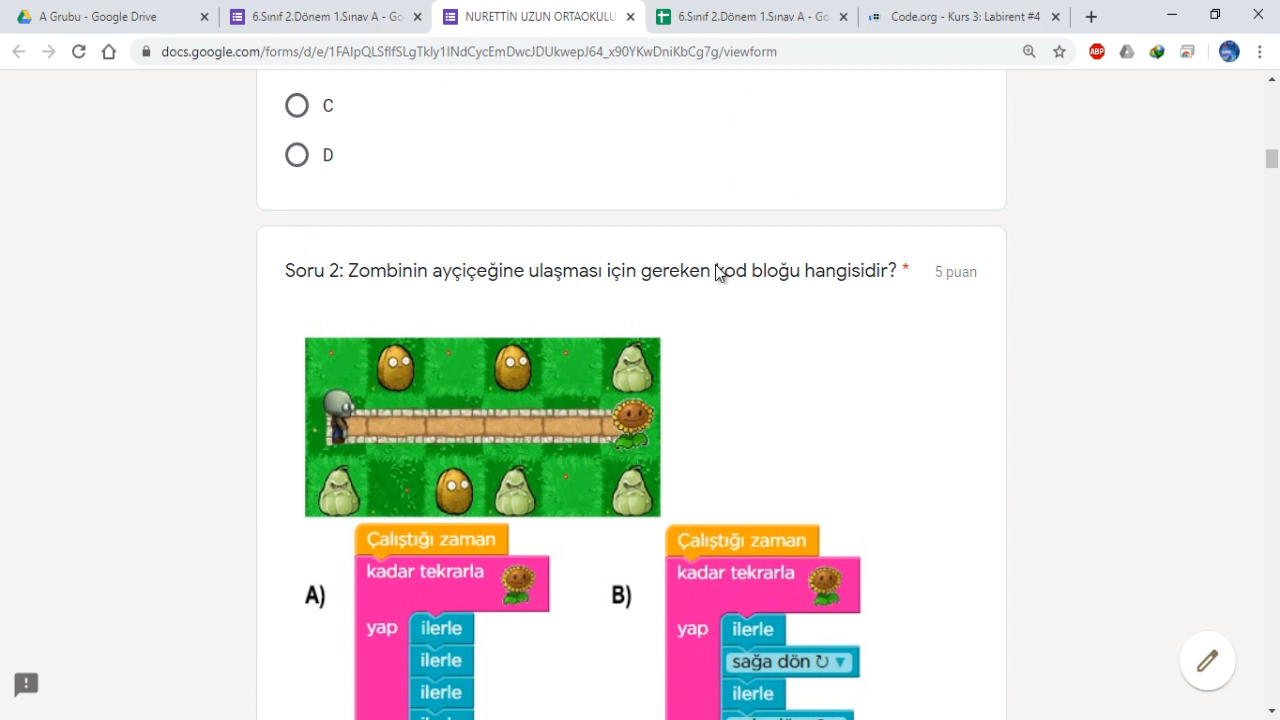 A Grubu - Google Drive
6.Sınıf 2.Dönem 1.Sınav A - G
NURETTİN UZUN ORTAOKULU
6.Sınıf 2.Dönem 1.Sınav A - Go
Code.org - Kurs 3: Labirent #4
docs.google.com/forms/d/e/1FAIpQLSflfSLgTkly1INdCycEmDwcJDUkwepJ64_x90YKwDniKbCg7g/viewform
ABP
C
D
Soru 2: Zombinin ayçiçeğine ulaşması için gereken kod bloğu hangisidir? *
5 puan
A)
Çalıştığı zaman
kadar tekrarla
yap
ilerle
ilerle
ilerle
B)
Çalıştığı zaman
kadar tekrarla
yap
ilerle
sağa dön ↻ ▼
ilerle